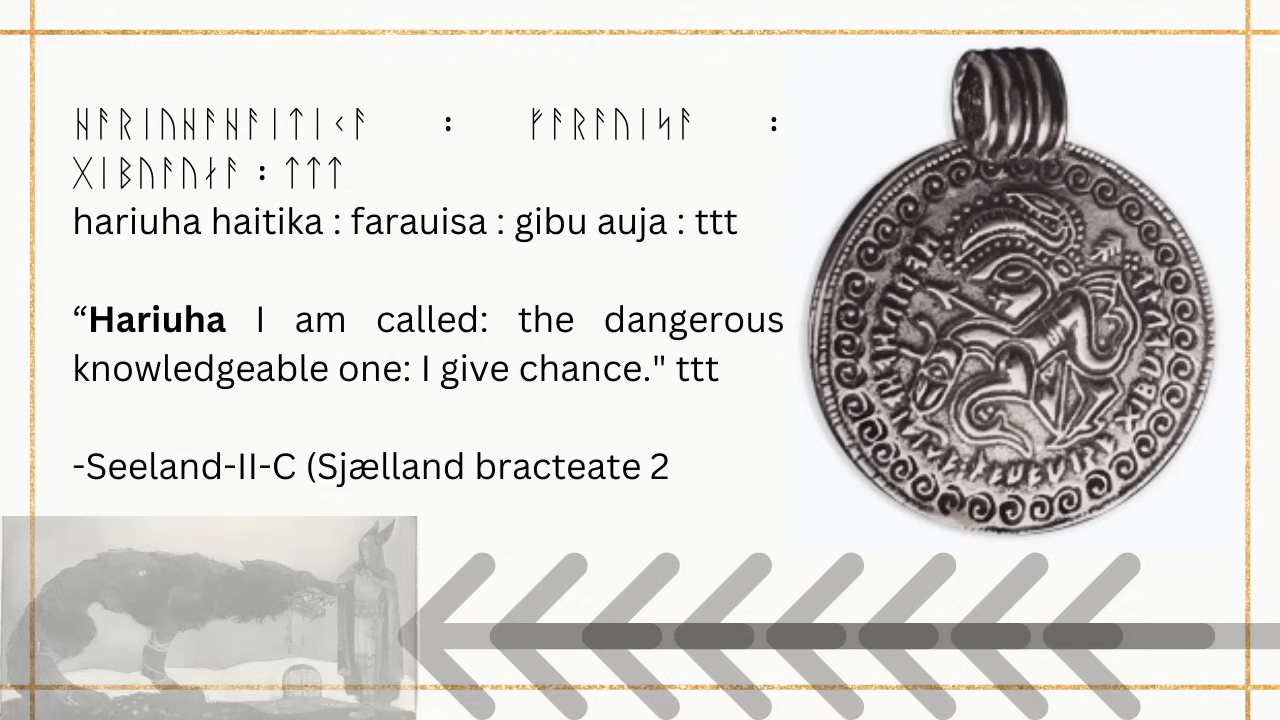 ᚺᚨᚱᛁᚢᚺᚨᚺᚨᛁᛏᛁᚲᚨ : ᚠᚨᚱᚨᚢᛁᛋᚨ :
ᚷᛁᛒᚢᚨᚢᛃᚨ : ᛏᛏᛏ
hariuha haitika : farauisa : gibu auja : ttt
“Hariuha I am called: the dangerous
knowledgeable one: I give chance." ttt
-Seeland-II-C (Sjælland bracteate 2